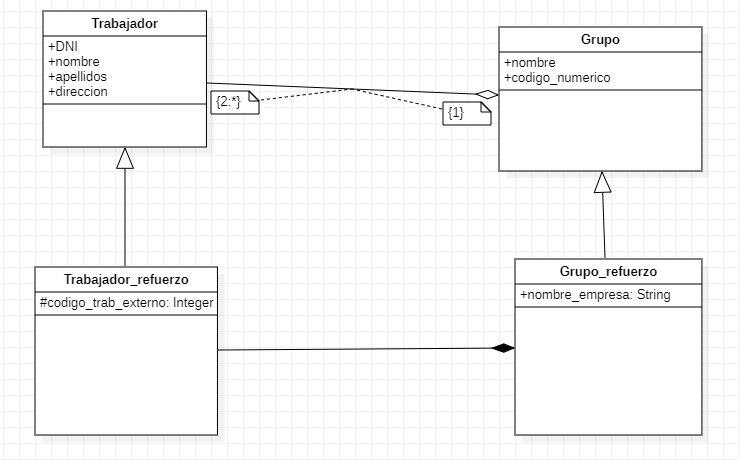 Trabajador
+DNI
+nombre
+apellidos
+direccion
{2:*}
{1}
Grupo
+nombre
+codigo_numerico
Trabajador_refuerzo
#codigo_trab_externo: Integer
Grupo_refuerzo
+nombre_empresa: String